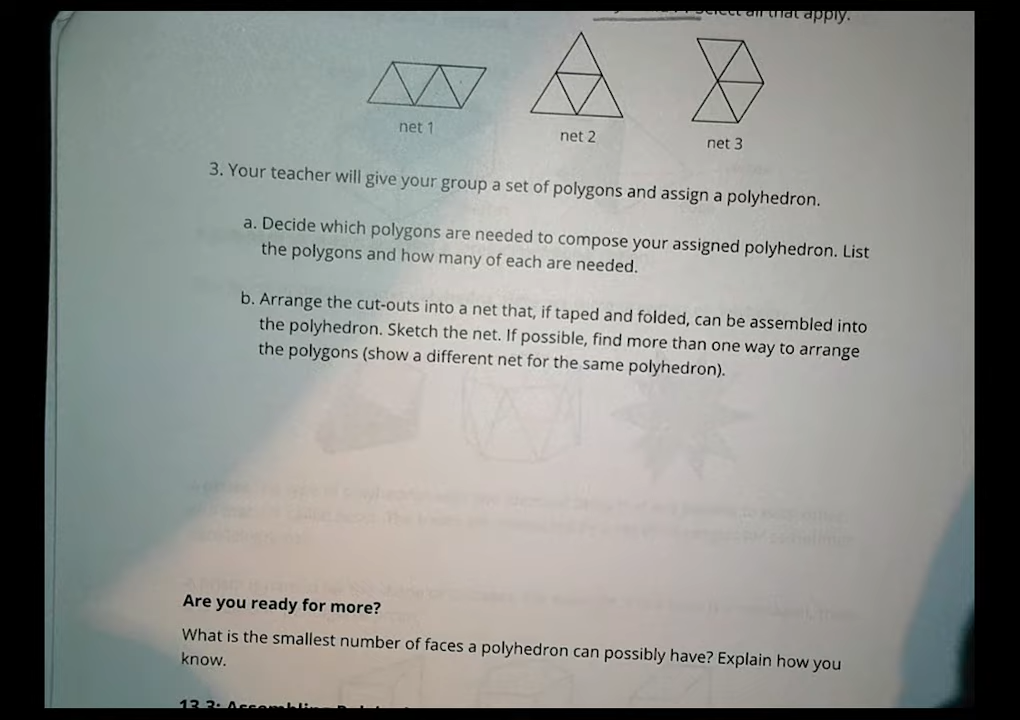 all that apply.
net 1
net 2
net 3
3. Your teacher will give your group a set of polygons and assign a polyhedron.
a. Decide which polygons are needed to compose your assigned polyhedron. List
the polygons and how many of each are needed.
b. Arrange the cut-outs into a net that, if taped and folded, can be assembled into
the polyhedron. Sketch the net. If possible, find more than one way to arrange
the polygons (show a different net for the same polyhedron).
Are you ready for more?
What is the smallest number of faces a polyhedron can possibly have? Explain how you
know.